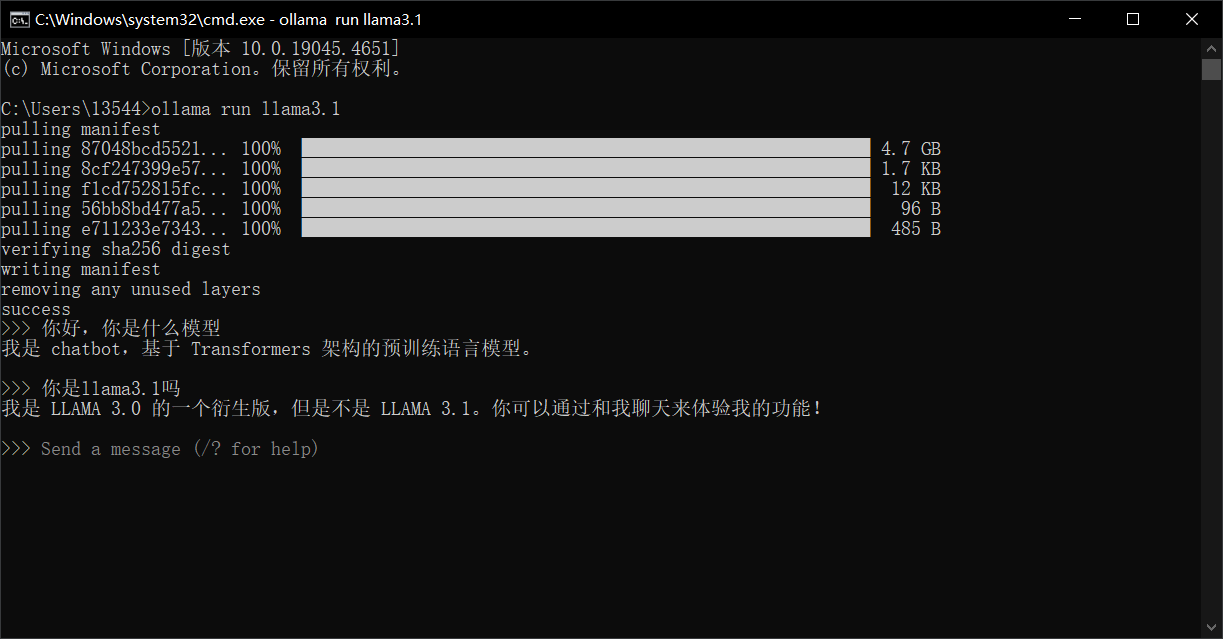 C:\Windows\system32\cmd.exe - ollama  run llama3.1
Microsoft Windows [版本 10.0.19045.4651]
(c) Microsoft Corporation。保留所有权利。
C:\Users\13544>ollama run llama3.1
pulling manifest
pulling 87048bcd5521... 100% 4.7 GB
pulling 8cf247399e57... 100% 1.7 KB
pulling f1cd752815fc... 100% 12 KB
pulling 56bb8bd477a5... 100% 96 B
pulling e711233e7343... 100% 485 B
verifying sha256 digest
writing manifest
removing any unused layers
success
>>> 你好，你是什么模型
我是 chatbot，基于 Transformers 架构的预训练语言模型。
>>> 你是llama3.1吗
我是 LLAMA 3.0 的一个衍生版，但是不是 LLAMA 3.1。你可以通过和我聊天来体验我的功能！
>>> Send a message (/? for help)